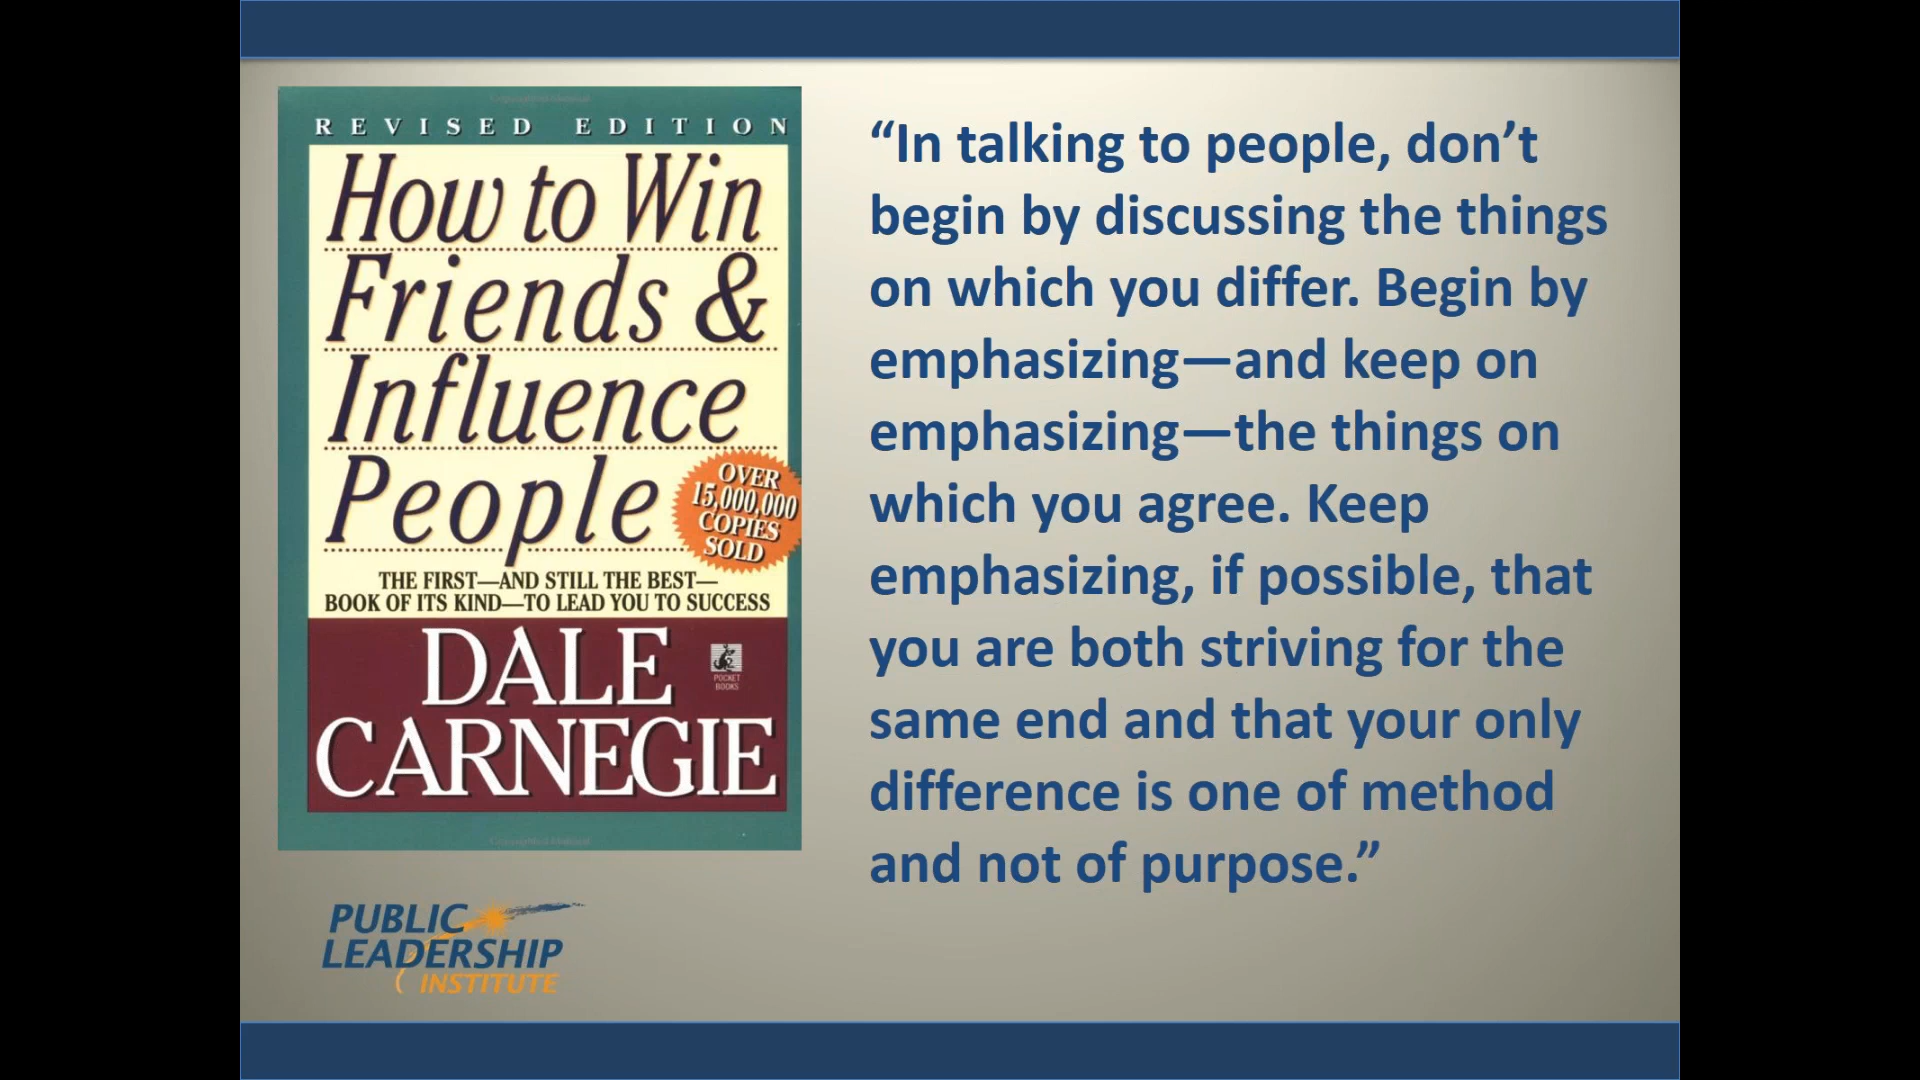 REVISED EDITION
How to Win
Friends &
Influence
People
OVER
15,000,000
COPIES
SOLD
THE FIRST—AND STILL THE BEST—
BOOK OF ITS KIND—TO LEAD YOU TO SUCCESS
DALE
CARNEGIE
POCKET
BOOKS
“In talking to people, don’t
begin by discussing the things
on which you differ. Begin by
emphasizing—and keep on
emphasizing—the things on
which you agree. Keep
emphasizing, if possible, that
you are both striving for the
same end and that your only
difference is one of method
and not of purpose.”
PUBLIC
LEADERSHIP
INSTITUTE